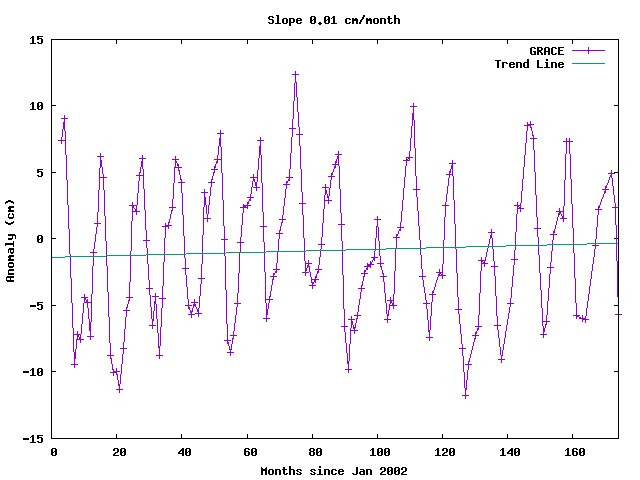 Slope 0.01 cm/month
15
GRACE
Trend Line
10
5
0
Anomaly (cm)
-5
-10
-15
0 20 40 60 80 100 120 140 160
Months since Jan 2002